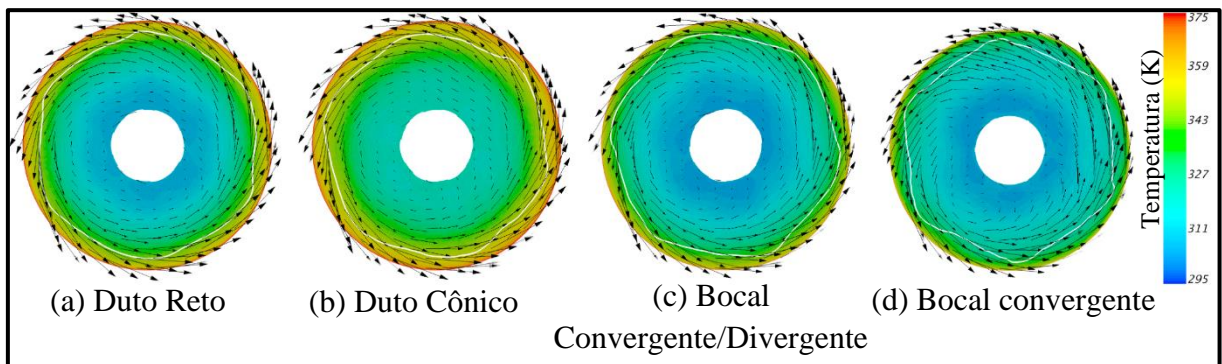 375
359
343
327
311
295
Temperatura (K)
(a) Duto Reto
(b) Duto Cônico
(c) Bocal
Convergente/Divergente
(d) Bocal convergente